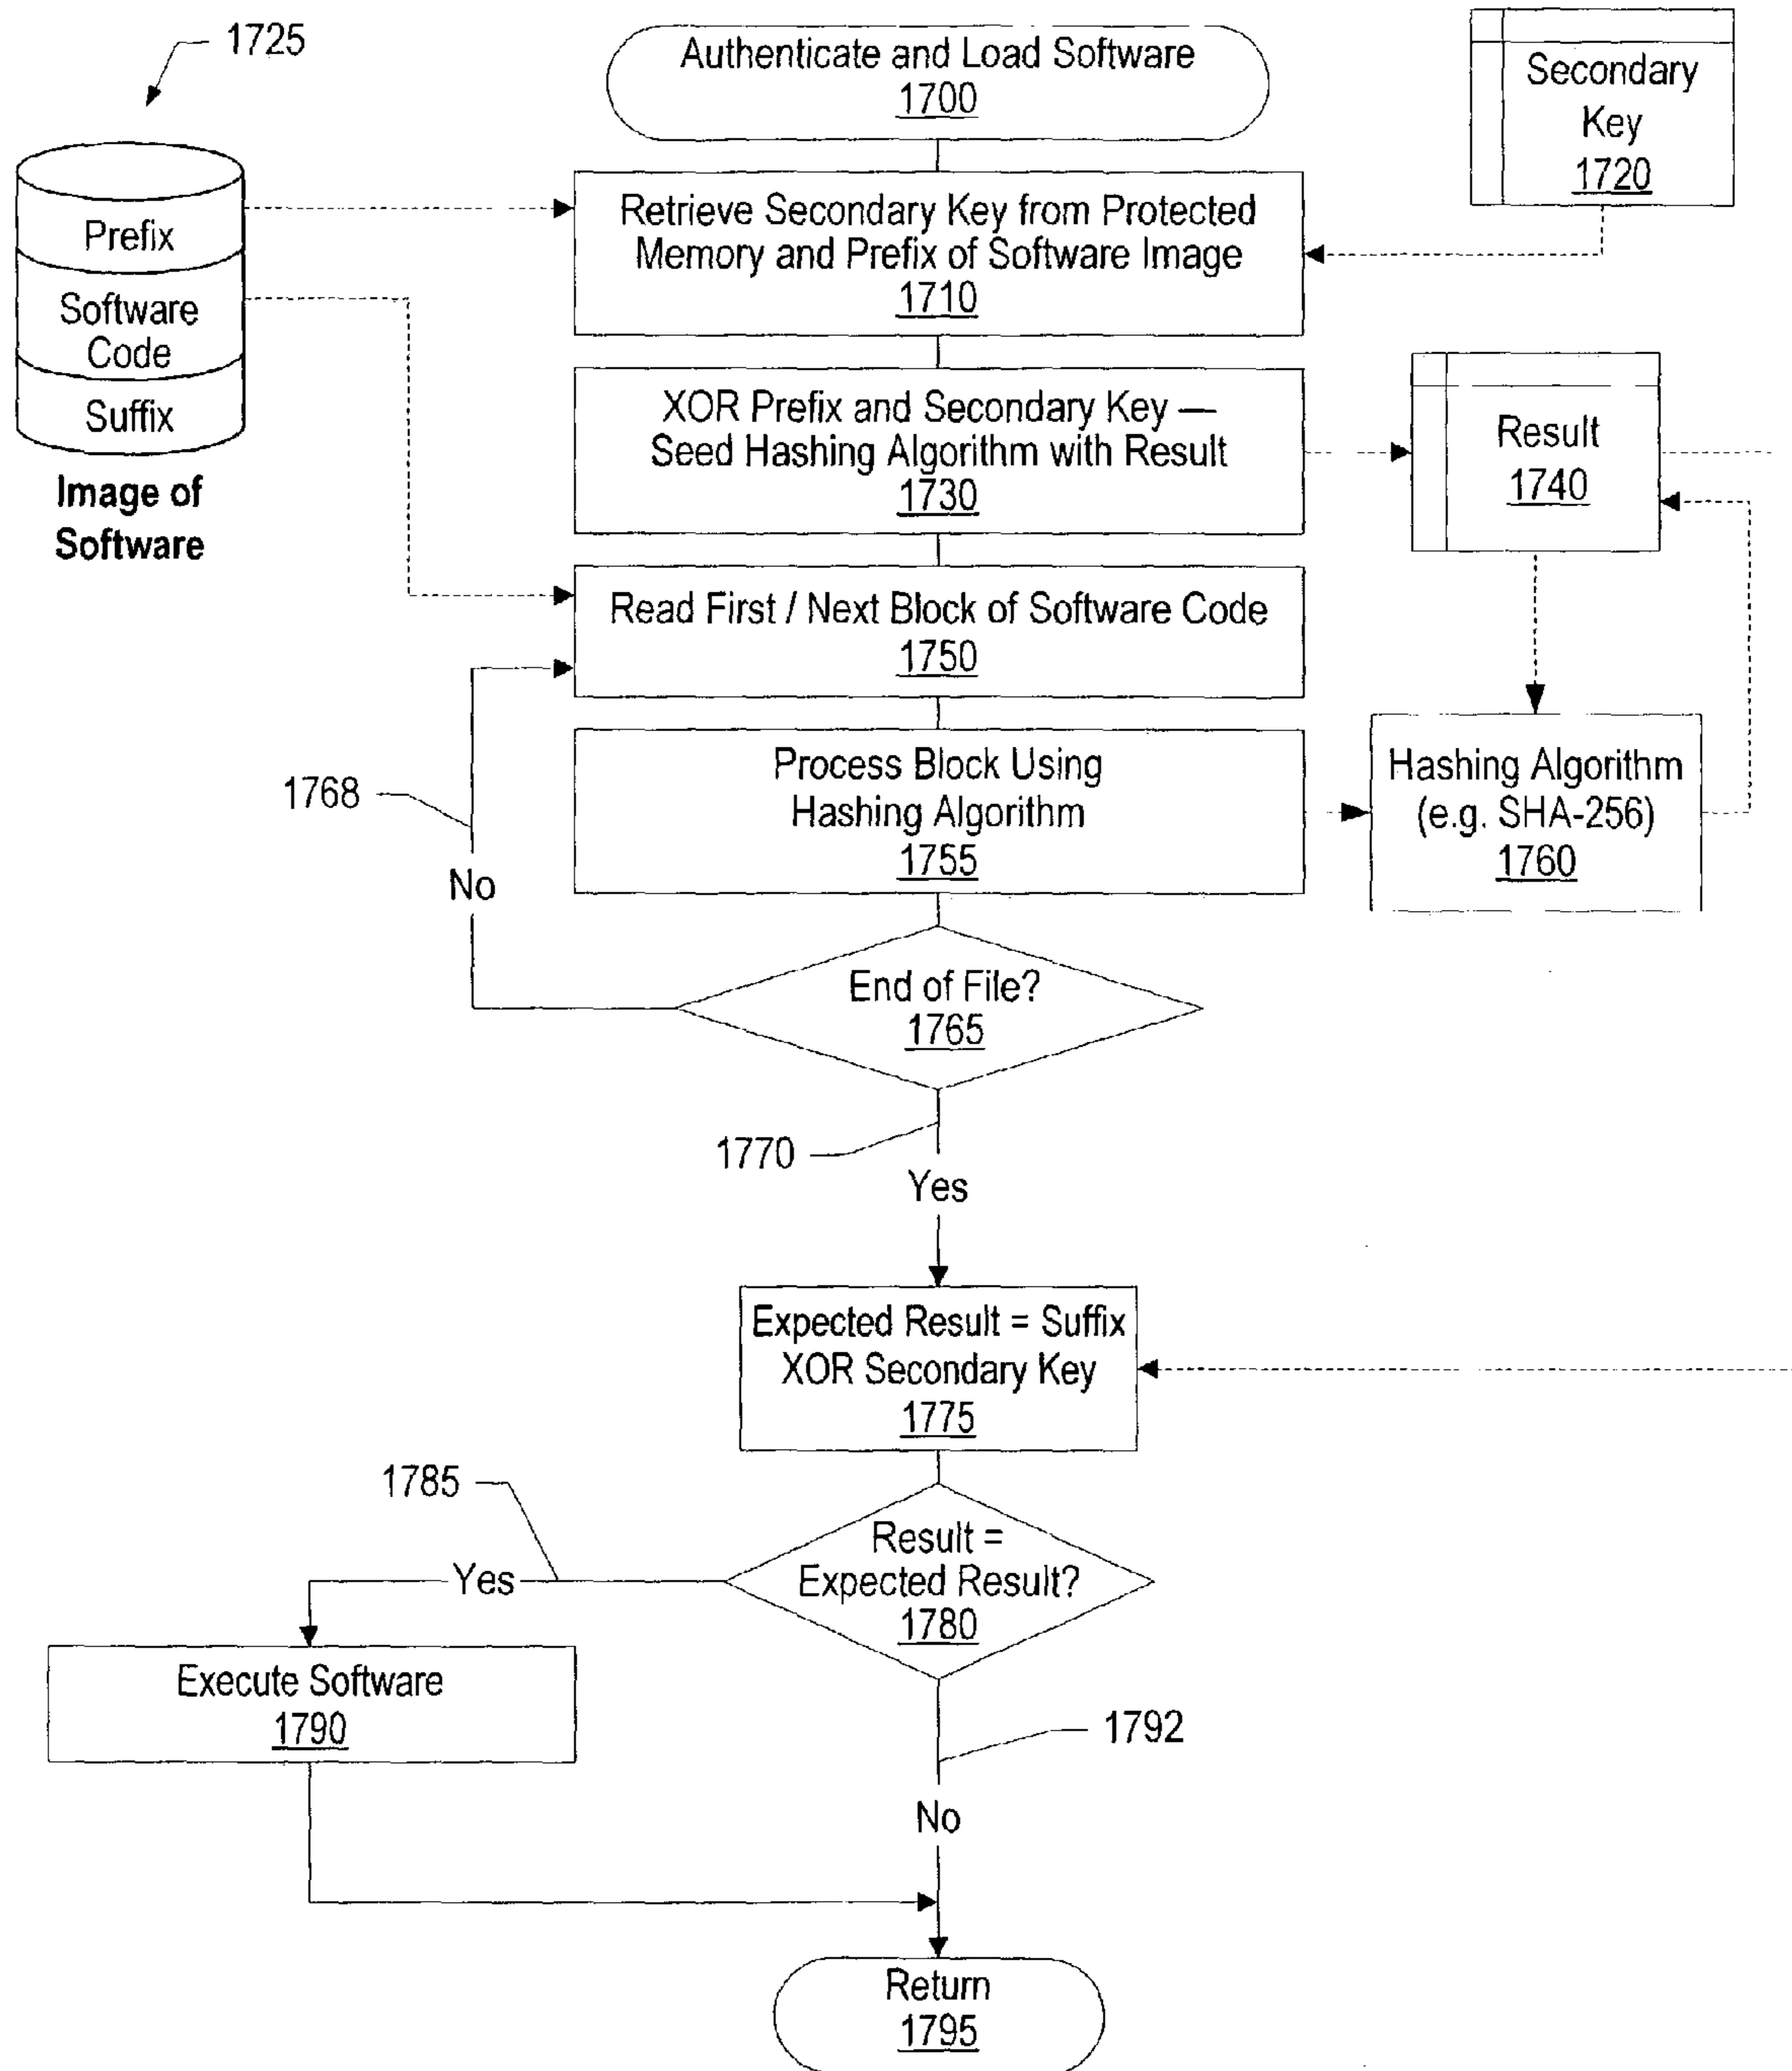 1725
Authenticate and Load Software
1700
Secondary
Key
1720
Prefix
Software
Code
Suffix
Image of
Software
Retrieve Secondary Key from Protected
Memory and Prefix of Software Image
1710
XOR Prefix and Secondary Key —
Seed Hashing Algorithm with Result
1730
Result
1740
Read First / Next Block of Software Code
1750
Process Block Using
Hashing Algorithm
1755
Hashing Algorithm
(e.g. SHA-256)
1760
1768
No
End of File?
1765
1770
Yes
Expected Result = Suffix
XOR Secondary Key
1775
1785
Yes
Result =
Expected Result?
1780
Execute Software
1790
1792
No
Return
1795